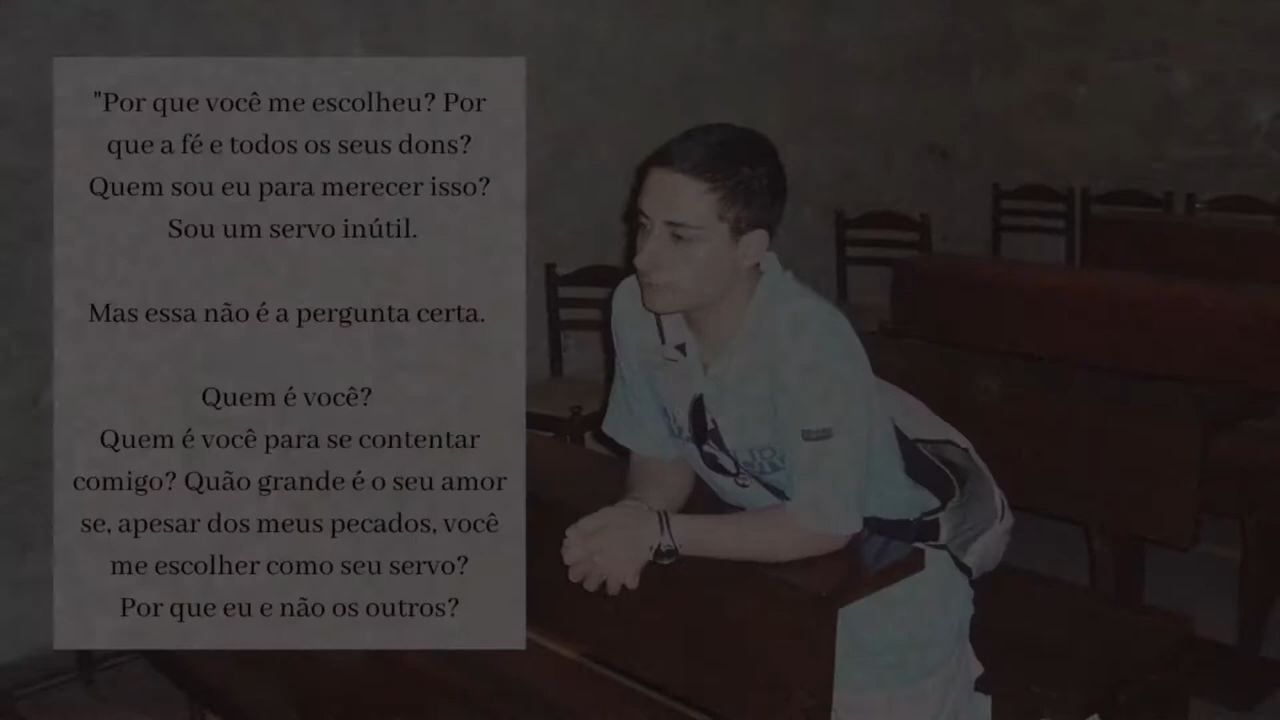 "Por que você me escolheu? Por
que a fé e todos os seus dons?
Quem sou eu para merecer isso?
Sou um servo inútil.
Mas essa não é a pergunta certa.
Quem é você?
Quem é você para se contentar
comigo? Quão grande é o seu amor
se, apesar dos meus pecados, você
me escolher como seu servo?
Por que eu e não os outros?